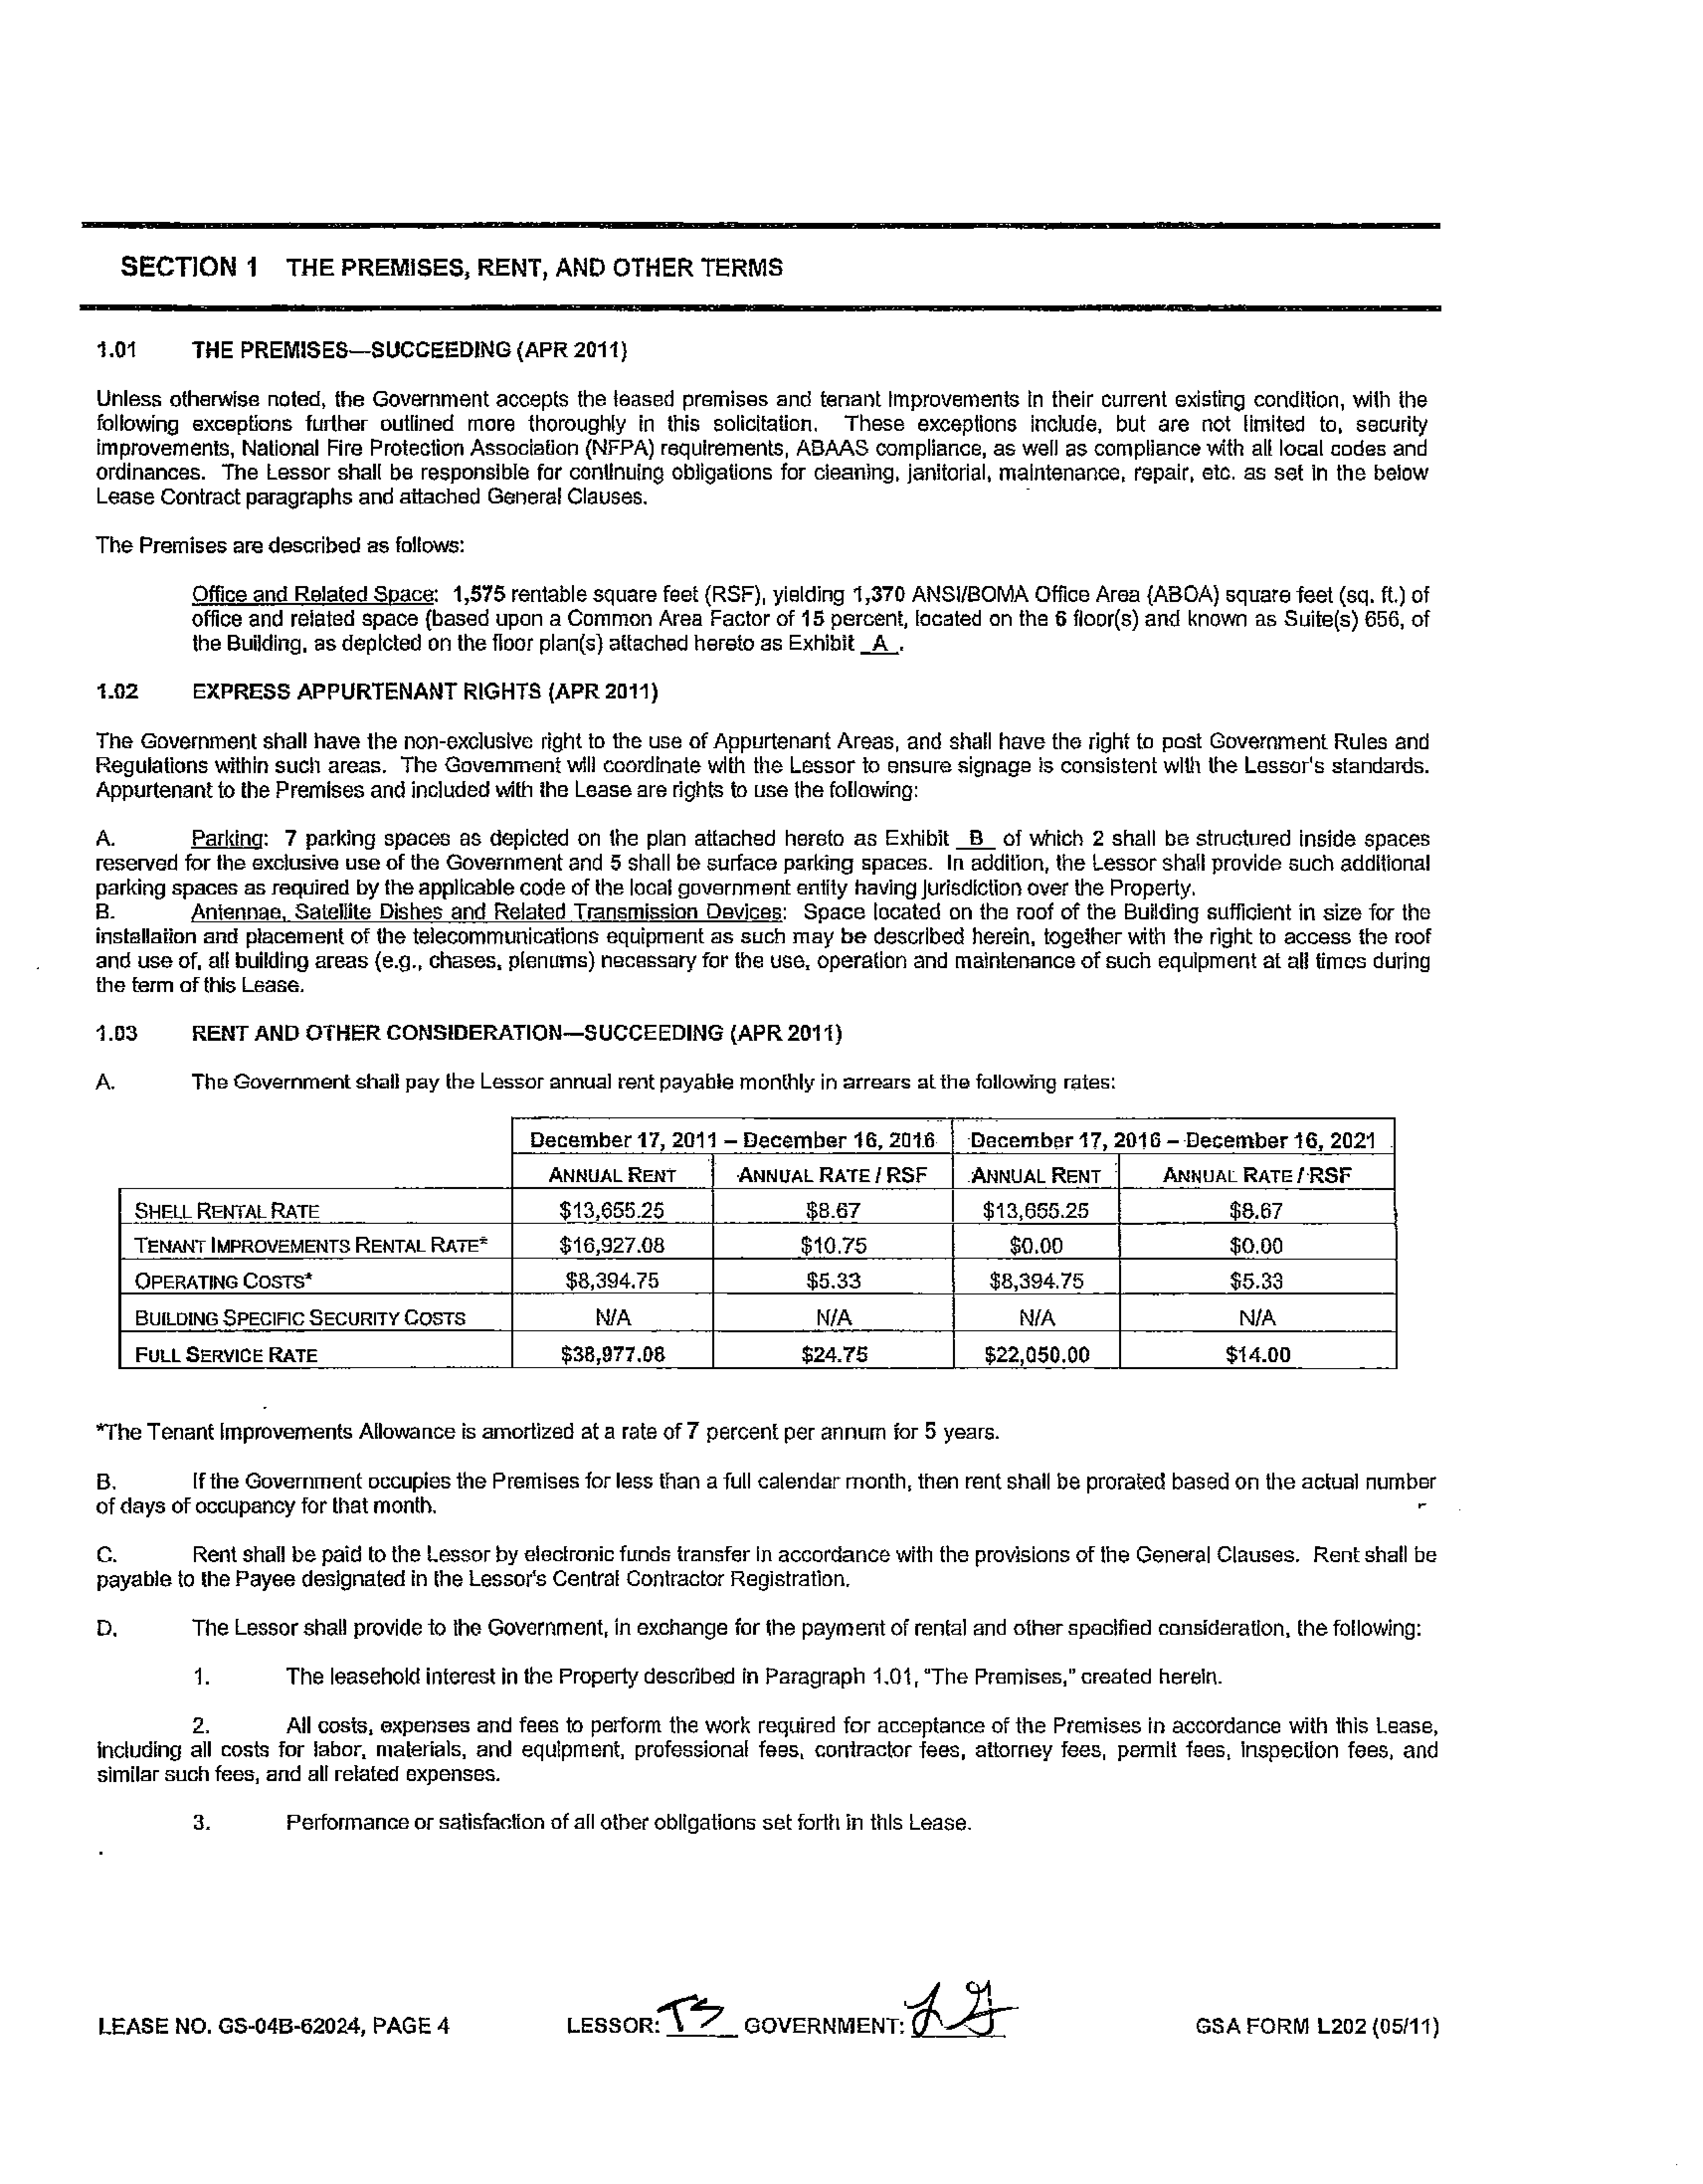 SECTION 1 THE PREMISES, RENT, AND OTHER TERMS
1.01 THE PREMISES—SUCCEEDING (APR 2011)
Unless otherwise noted, the Government accepts the leased premises and tenant improvements in their current existing condition, with the
following exceptions further outlined more thoroughly in this solicitation. These exceptions include, but are not limited to, security
improvements, National Fire Protection Association (NFPA) requirements, ABAAS compliance, as well as compliance with all local codes and
ordinances. The Lessor shall be responsible for continuing obligations for cleaning, janitorial, maintenance, repair, etc. as set in the below
Lease Contract paragraphs and attached General Clauses.
The Premises are described as follows:
Office and Related Space: 1,575 rentable square feet (RSF), yielding 1,370 ANSI/BOMA Office Area (ABOA) square feet (sq. ft.) of
office and related space (based upon a Common Area Factor of 15 percent, located on the 6 floor(s) and known as Suite(s) 656, of
the Building, as depicted on the floor plan(s) attached hereto as Exhibit A .
1.02 EXPRESS APPURTENANT RIGHTS (APR 2011)
The Government shall have the non-exclusive right to the use of Appurtenant Areas, and shall have the right to post Government Rules and
Regulations within such areas. The Government will coordinate with the Lessor to ensure signage is consistent with the Lessor's standards.
Appurtenant to the Premises and included with the Lease are rights to use the following:
A. Parking: 7 parking spaces as depicted on the plan attached hereto as Exhibit B of which 2 shall be structured inside spaces
reserved for the exclusive use of the Government and 5 shall be surface parking spaces. In addition, the Lessor shall provide such additional
parking spaces as required by the applicable code of the local government entity having jurisdiction over the Property.
B. Antennae, Satellite Dishes and Related Transmission Devices: Space located on the roof of the Building sufficient in size for the
installation and placement of the telecommunications equipment as such may be described herein, together with the right to access the roof
and use of, all building areas (e.g., chases, plenums) necessary for the use, operation and maintenance of such equipment at all times during
the term of this Lease.
1.03 RENT AND OTHER CONSIDERATION—SUCCEEDING (APR 2011)
A. The Government shall pay the Lessor annual rent payable monthly in arrears at the following rates:
December 17, 2011 – December 16, 2016 December 17, 2016 – December 16, 2021
ANNUAL RENT ANNUAL RATE / RSF ANNUAL RENT ANNUAL RATE / RSF
SHELL RENTAL RATE $13,655.25 $8.67 $13,655.25 $8.67
TENANT IMPROVEMENTS RENTAL RATE* $16,927.08 $10.75 $0.00 $0.00
OPERATING COSTS* $8,394.75 $5.33 $8,394.75 $5.33
BUILDING SPECIFIC SECURITY COSTS N/A N/A N/A N/A
FULL SERVICE RATE $38,977.08 $24.75 $22,050.00 $14.00
*The Tenant Improvements Allowance is amortized at a rate of 7 percent per annum for 5 years.
B. If the Government occupies the Premises for less than a full calendar month, then rent shall be prorated based on the actual number
of days of occupancy for that month.
C. Rent shall be paid to the Lessor by electronic funds transfer in accordance with the provisions of the General Clauses. Rent shall be
payable to the Payee designated in the Lessor's Central Contractor Registration.
D. The Lessor shall provide to the Government, in exchange for the payment of rental and other specified consideration, the following:
1. The leasehold interest in the Property described in Paragraph 1.01, "The Premises," created herein.
2. All costs, expenses and fees to perform the work required for acceptance of the Premises in accordance with this Lease,
including all costs for labor, materials, and equipment, professional fees, contractor fees, attorney fees, permit fees, inspection fees, and
similar such fees, and all related expenses.
3. Performance or satisfaction of all other obligations set forth in this Lease.
LEASE NO. GS-04B-62024, PAGE 4 LESSOR: TS GOVERNMENT: GSA FORM L202 (05/11)